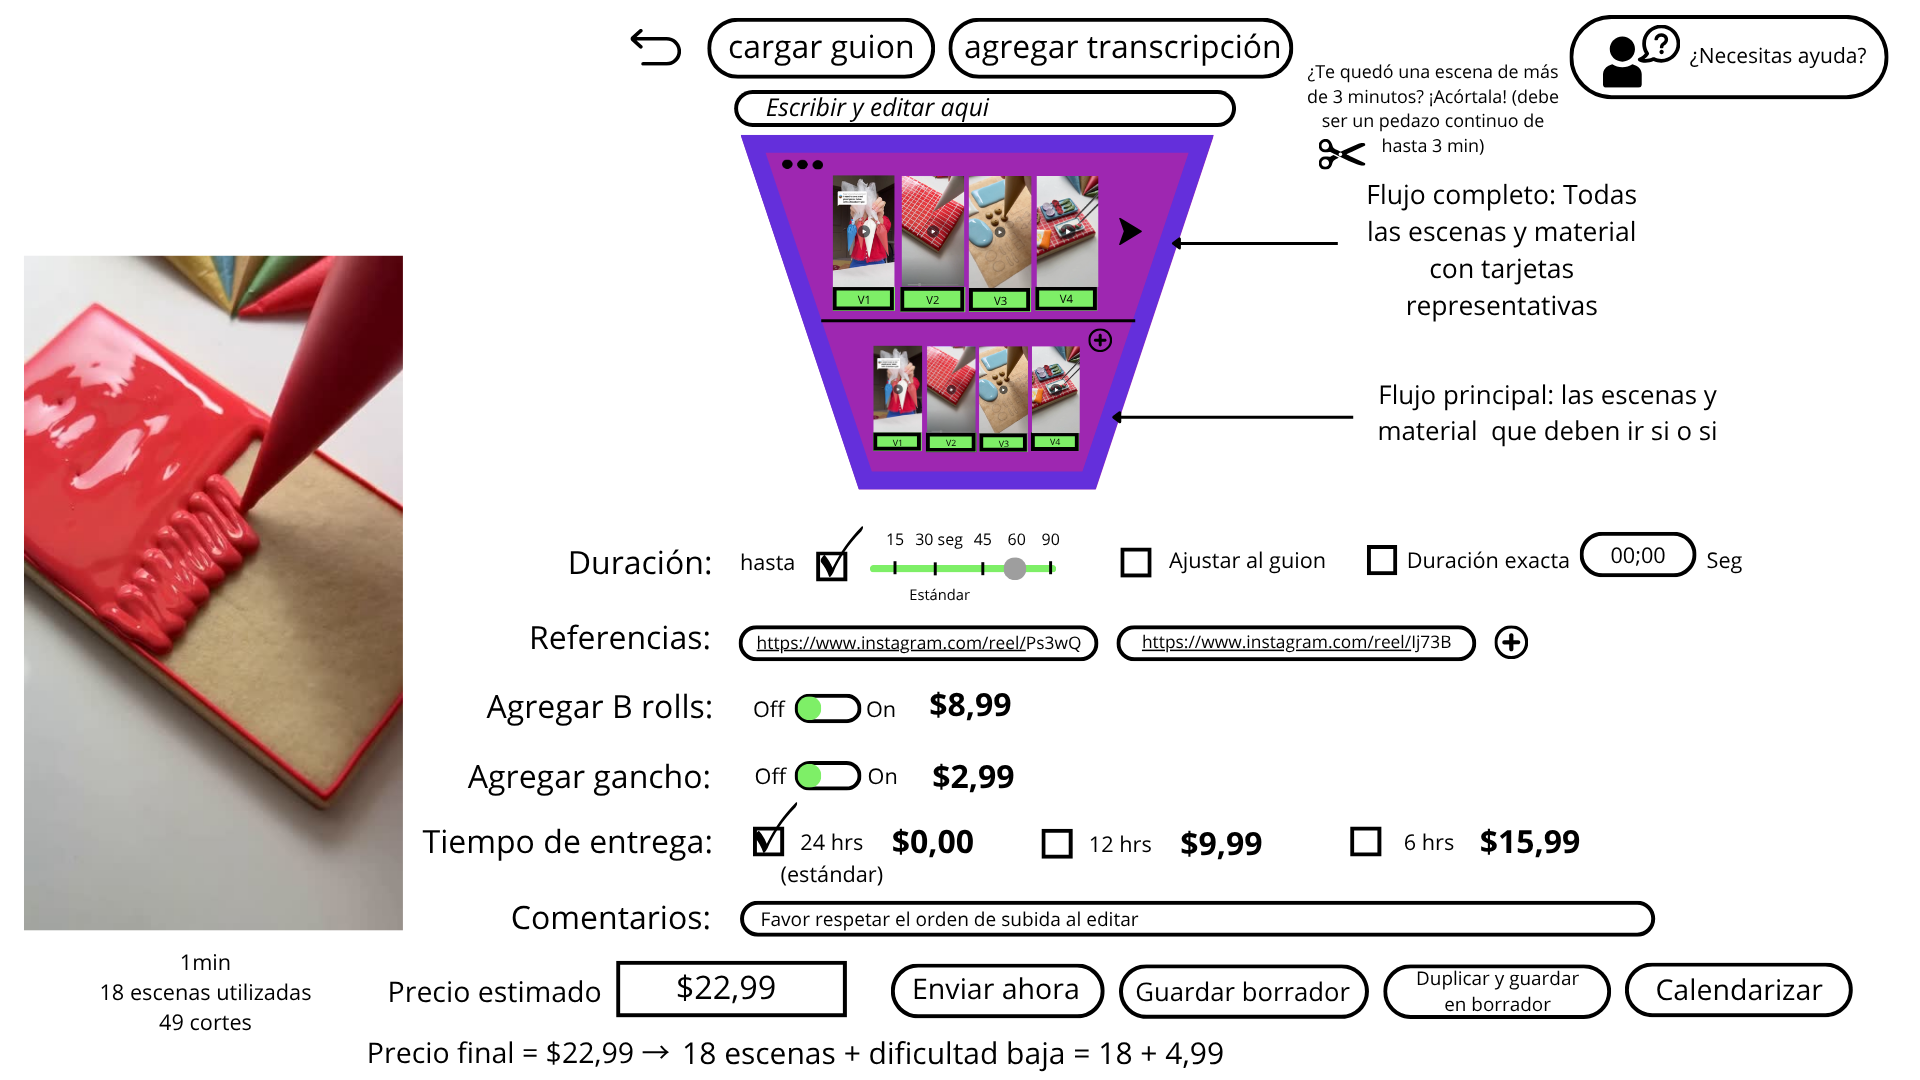 cargar guion
agregar transcripción
¿Necesitas ayuda?
¿Te quedó una escena de más
de 3 minutos? ¡Acórtala! (debe
ser un pedazo continuo de
hasta 3 min)
Escribir y editar aqui
V1
V2
V3
V4
Flujo completo: Todas
las escenas y material
con tarjetas
representativas
V1
V2
V3
V4
Flujo principal: las escenas y
material que deben ir si o si
Duración:
hasta
15 30 seg 45 60 90
Estándar
Ajustar al guion
Duración exacta
00;00
Seg
Referencias:
https://www.instagram.com/reel/Ps3wQ
https://www.instagram.com/reel/Ij73B
Agregar B rolls:
Off On $8,99
Agregar gancho:
Off On $2,99
Tiempo de entrega:
24 hrs $0,00
(estándar)
12 hrs $9,99
6 hrs $15,99
Comentarios:
Favor respetar el orden de subida al editar
1min
18 escenas utilizadas
49 cortes
Precio estimado
$22,99
Enviar ahora
Guardar borrador
Duplicar y guardar
en borrador
Calendarizar
Precio final = $22,99 → 18 escenas + dificultad baja = 18 + 4,99